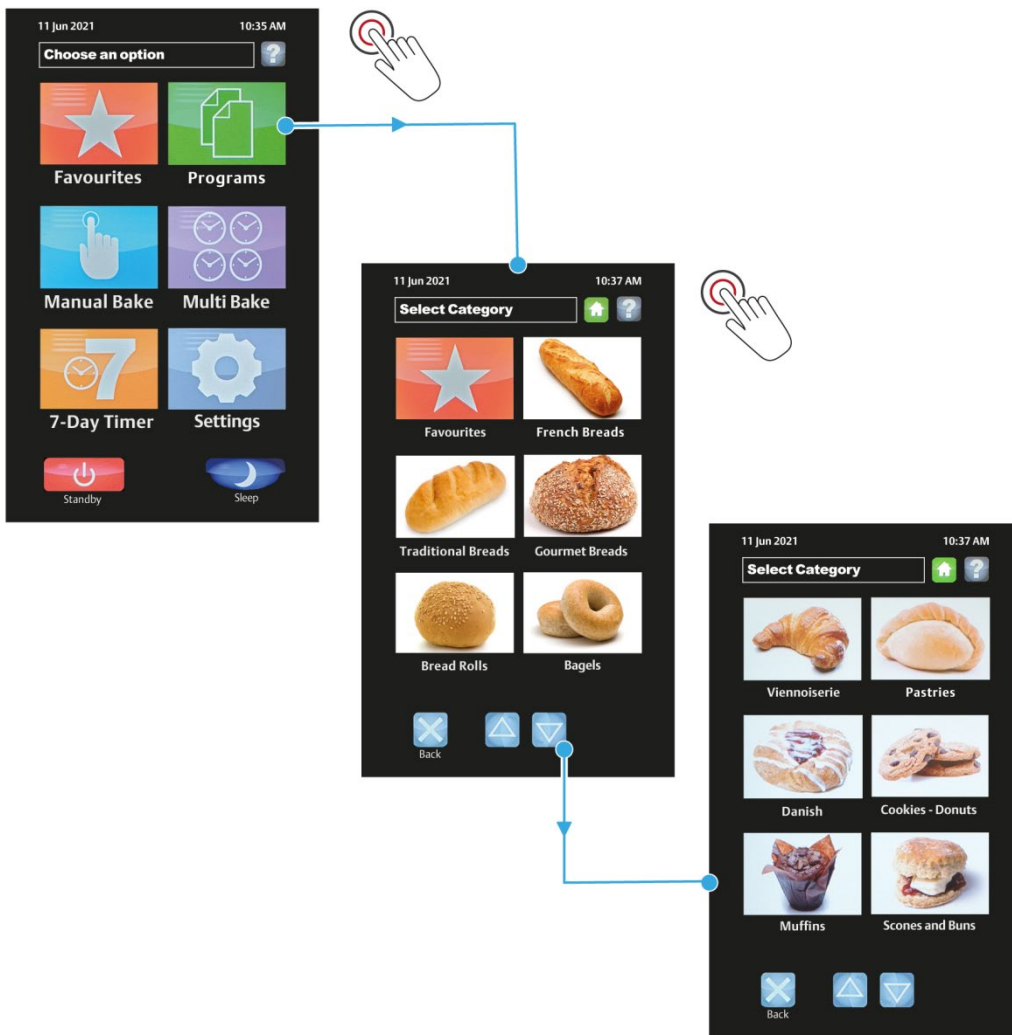 11 Jun 2021 10:35 AM
Choose an option ?
Favourites Programs
Manual Bake Multi Bake
7
7-Day Timer Settings
Standby Sleep
11 Jun 2021 10:37 AM
Select Category ?
Favourites French Breads
Traditional Breads Gourmet Breads
Bread Rolls Bagels
Back
11 Jun 2021 10:37 AM
Select Category ?
Viennoiserie Pastries
Danish Cookies - Donuts
Muffins Scones and Buns
Back